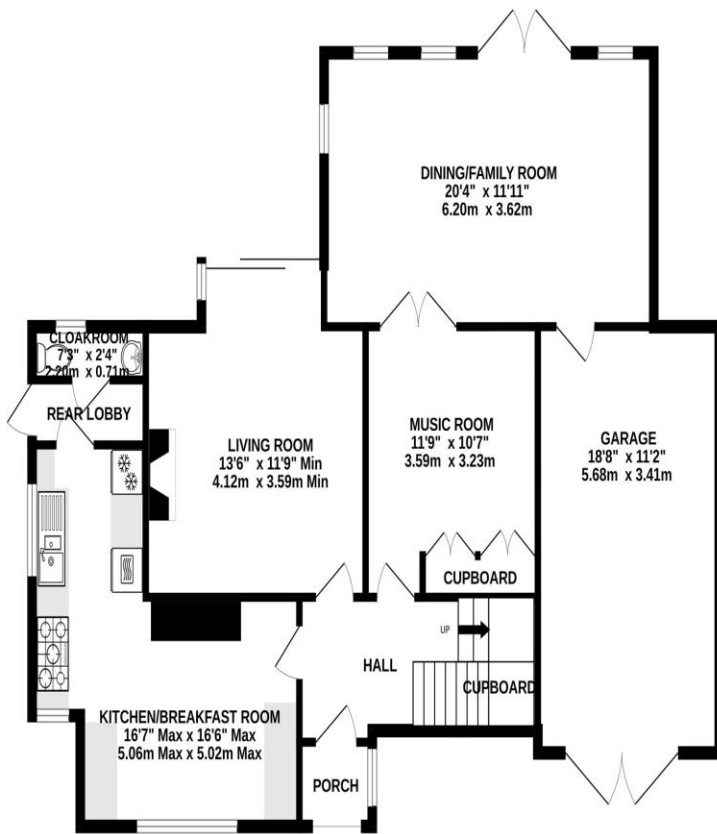 DINING/FAMILY ROOM
20'4" x 11'11"
6.20m x 3.62m
CLOAKROOM
7'3" x 2'4"
2.20m x 0.71m
REAR LOBBY
LIVING ROOM
13'6" x 11'9" Min
4.12m x 3.59m Min
MUSIC ROOM
11'9" x 10'7"
3.59m x 3.23m
GARAGE
18'8" x 11'2"
5.68m x 3.41m
CUPBOARD
UP
HALL
CUPBOARD
KITCHEN/BREAKFAST ROOM
16'7" Max x 16'6" Max
5.06m Max x 5.02m Max
PORCH